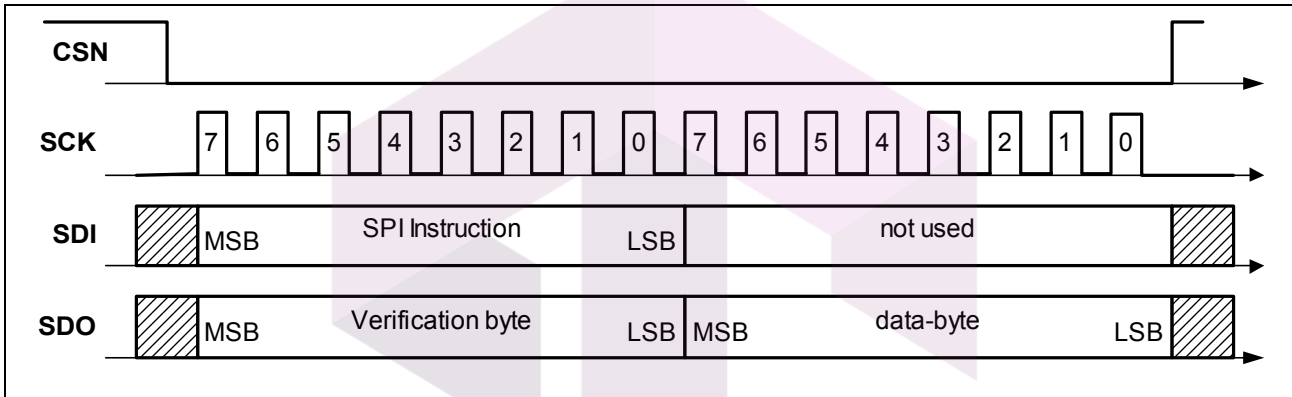 CSN
SCK 7 6 5 4 3 2 1 0 7 6 5 4 3 2 1 0
SDI MSB SPI Instruction LSB not used
SDO MSB Verification byte LSB MSB data-byte LSB